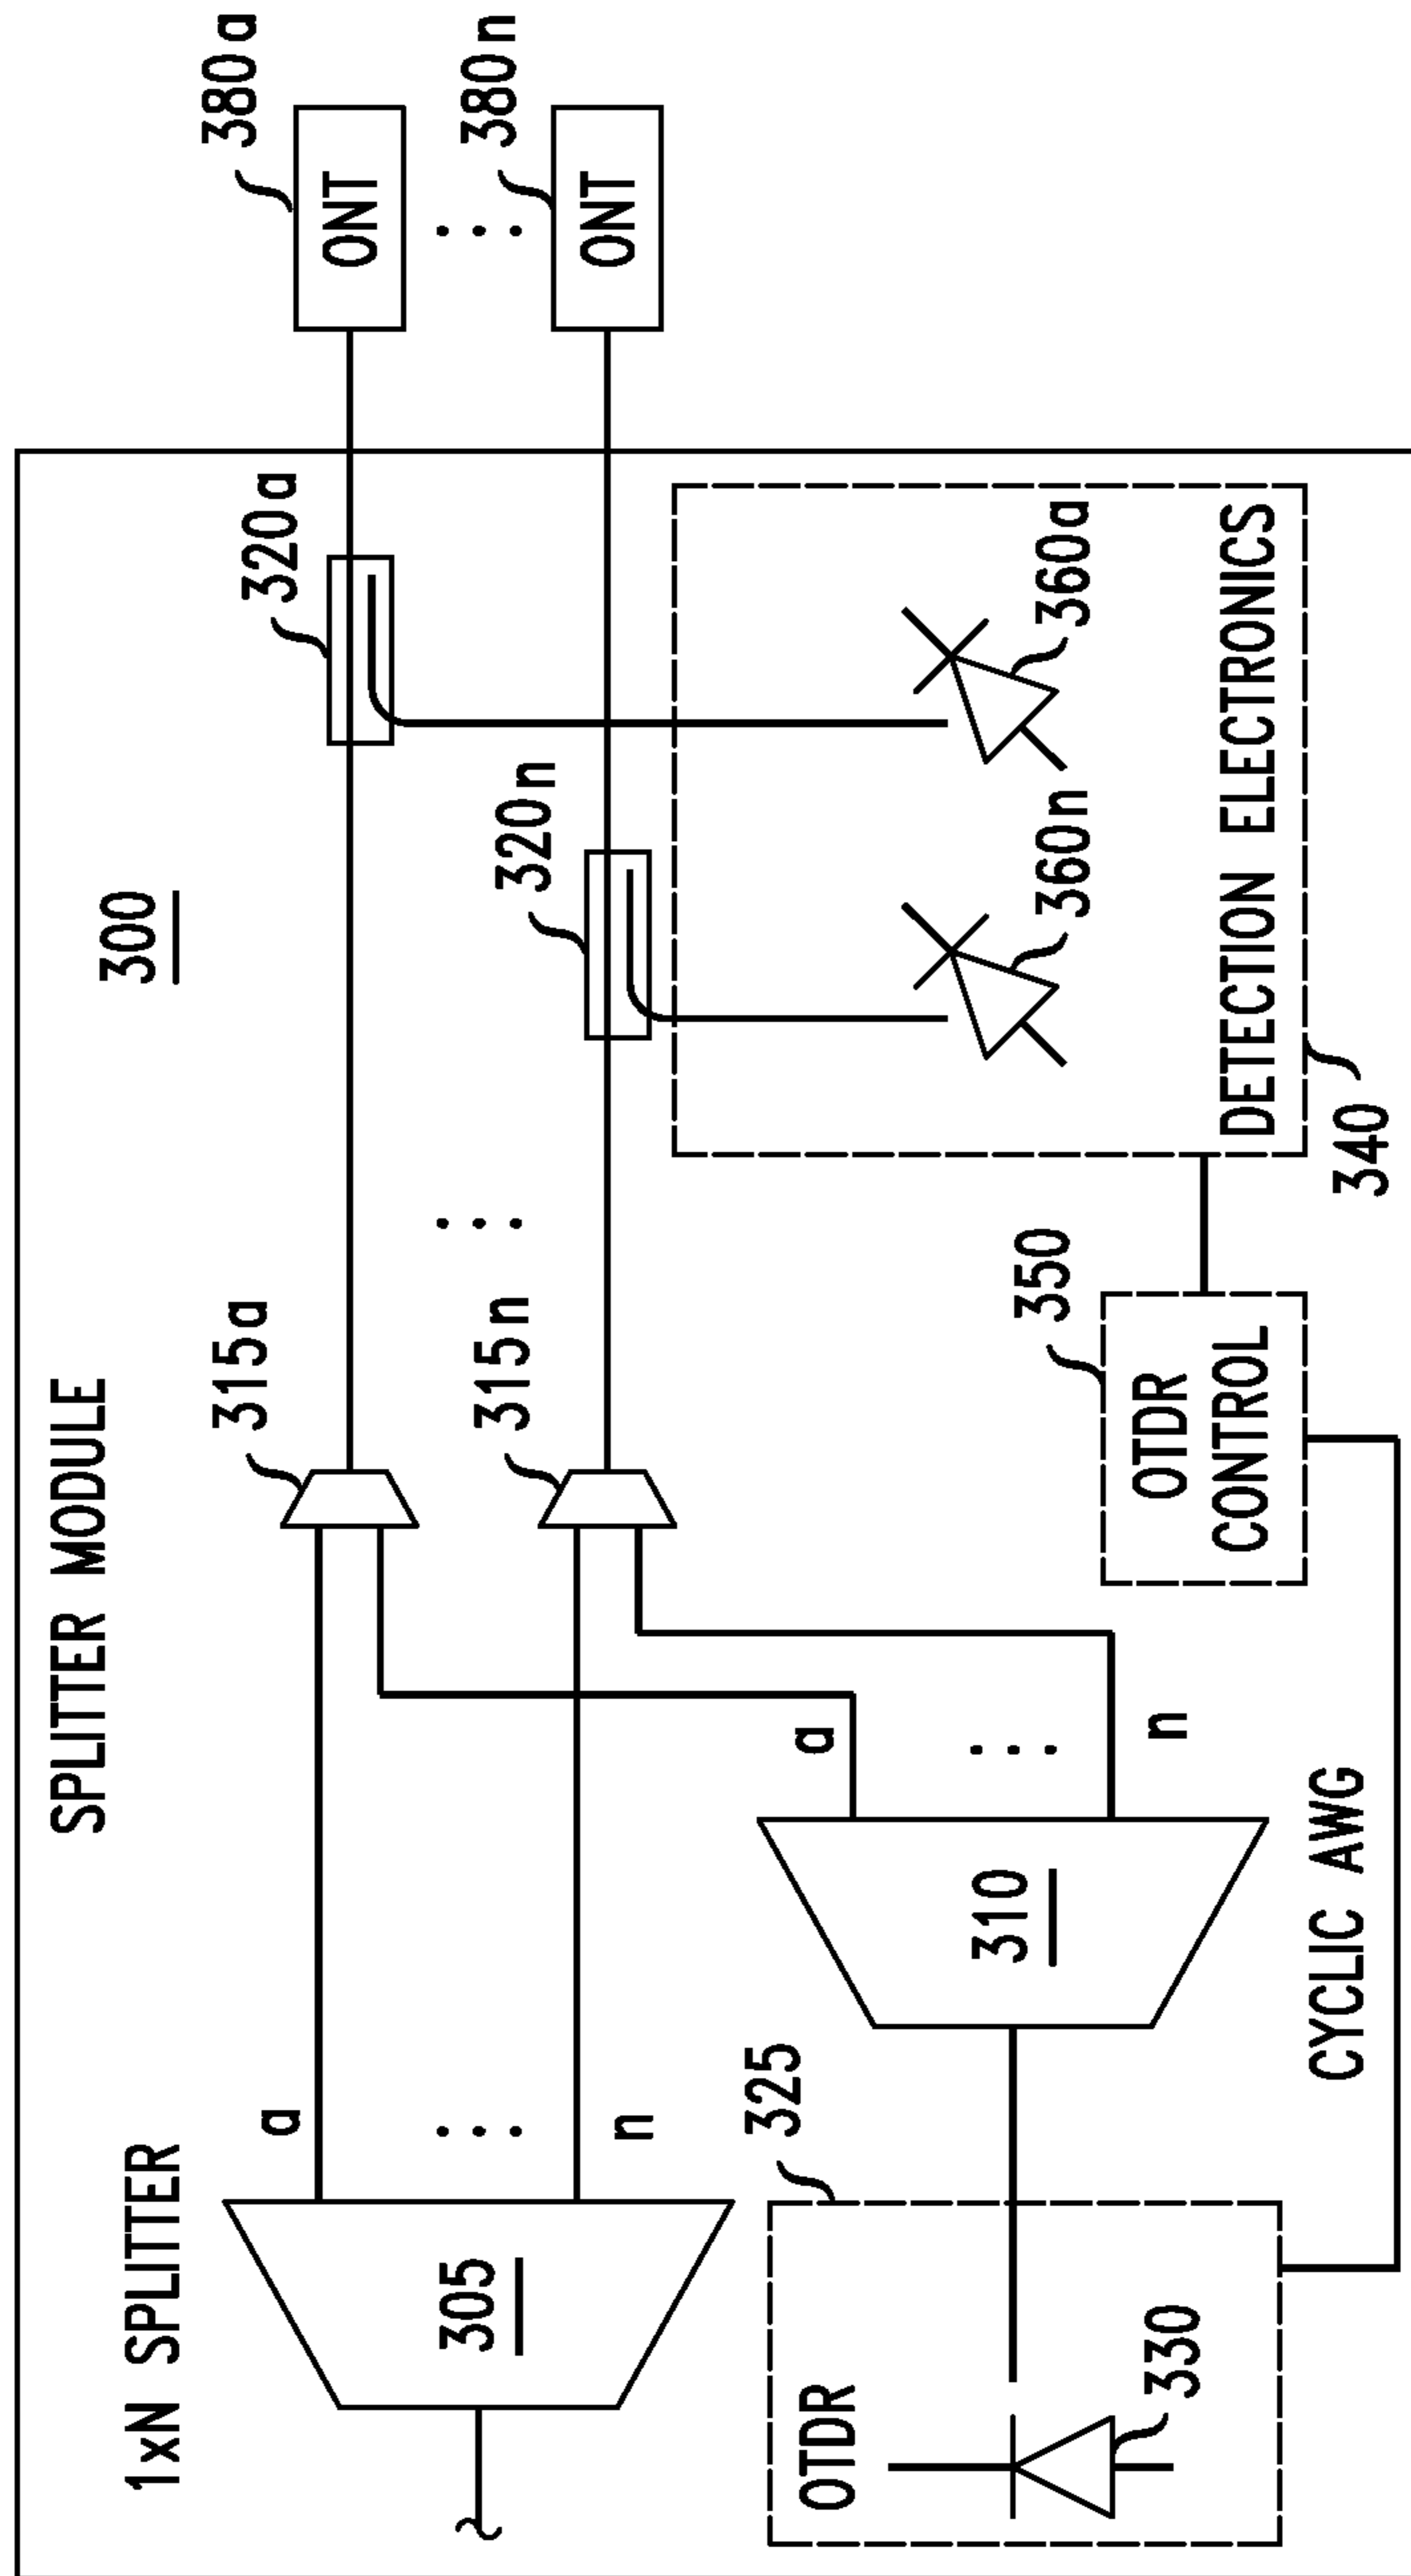 SPLITTER MODULE
300
1xN SPLITTER
305
a
n
315a
315n
320a
320n
380a
ONT
380n
ONT
OTDR
325
330
310
a
n
CYCLIC AWG
OTDR
CONTROL
350
360n
360a
DETECTION ELECTRONICS
340